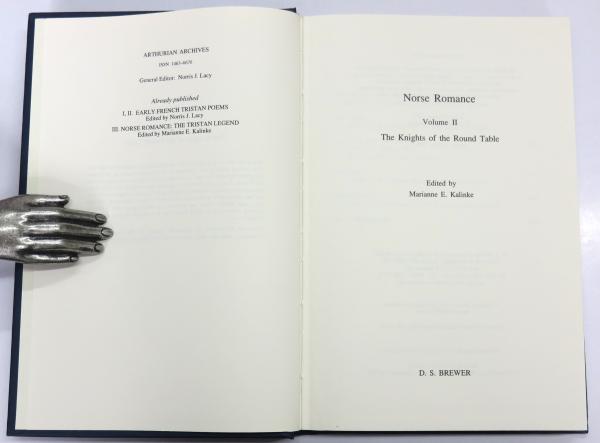 ARTHURIAN ARCHIVES
ISSN 1463-6670
General Editor: Norris J. Lacy
Already published
I, II. EARLY FRENCH TRISTAN POEMS
Edited by Norris J. Lacy
III. NORSE ROMANCE: THE TRISTAN LEGEND
Edited by Marianne E. Kalinke
Norse Romance
Volume II
The Knights of the Round Table
Edited by
Marianne E. Kalinke
D. S. BREWER